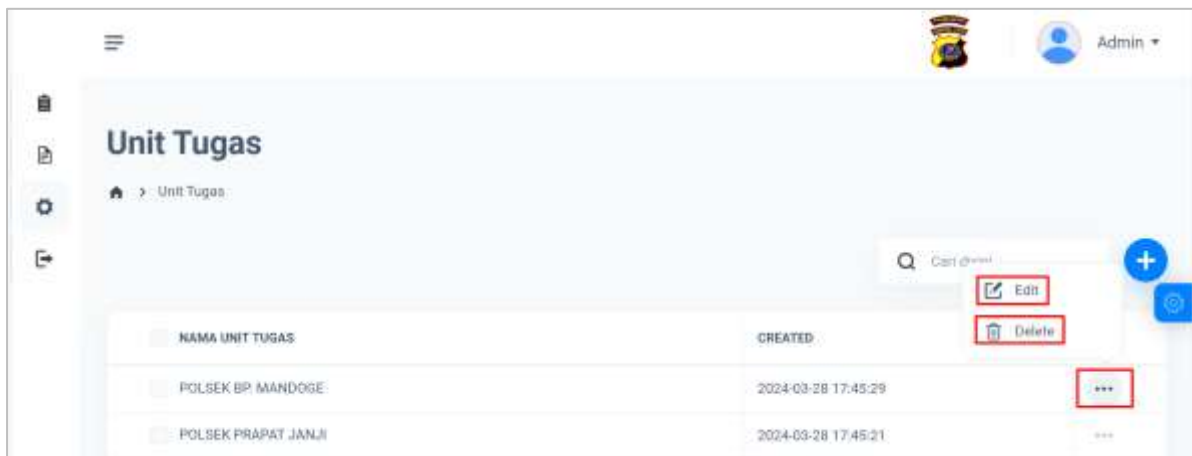 Admin
Unit Tugas
Unit Tugas
Cari
Edit
Delete
NAMA UNIT TUGAS CREATED
POLSEK BP. MANDOGE 2024-03-28 17:45:29
POLSEK PRAPAT JANJI 2024-03-28 17:45:21